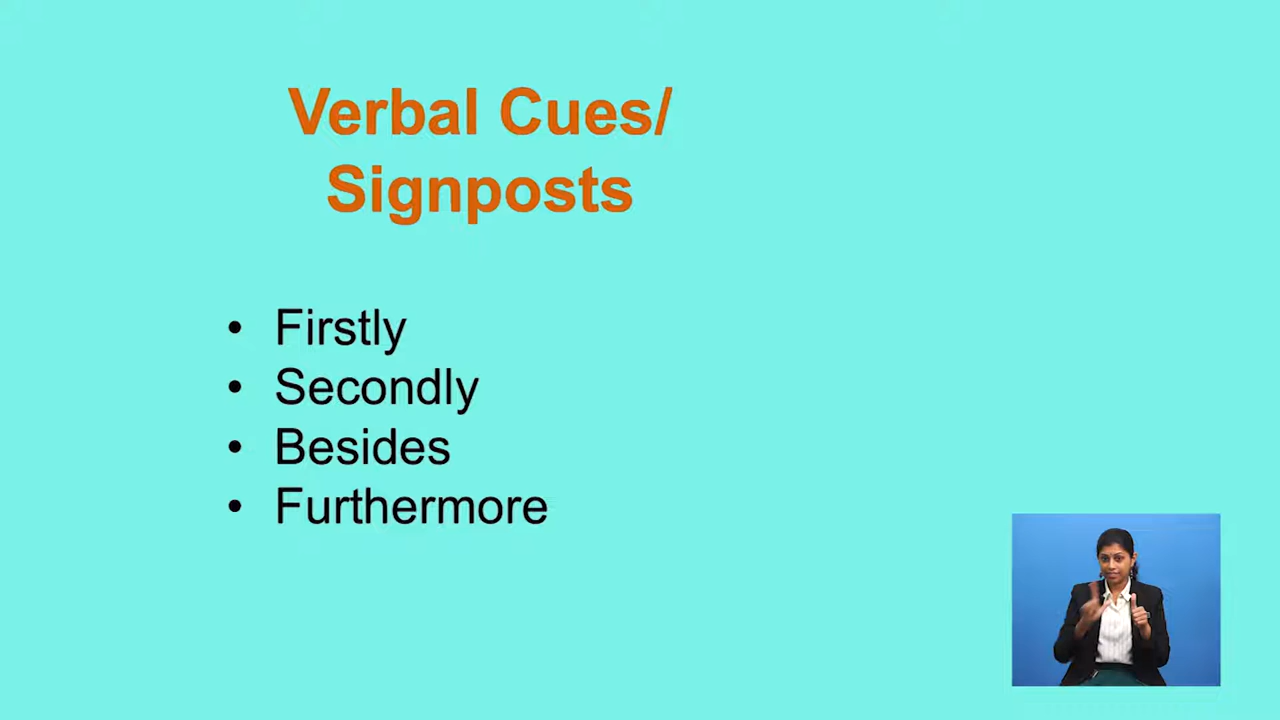 Verbal Cues/
Signposts
• Firstly
• Secondly
• Besides
• Furthermore